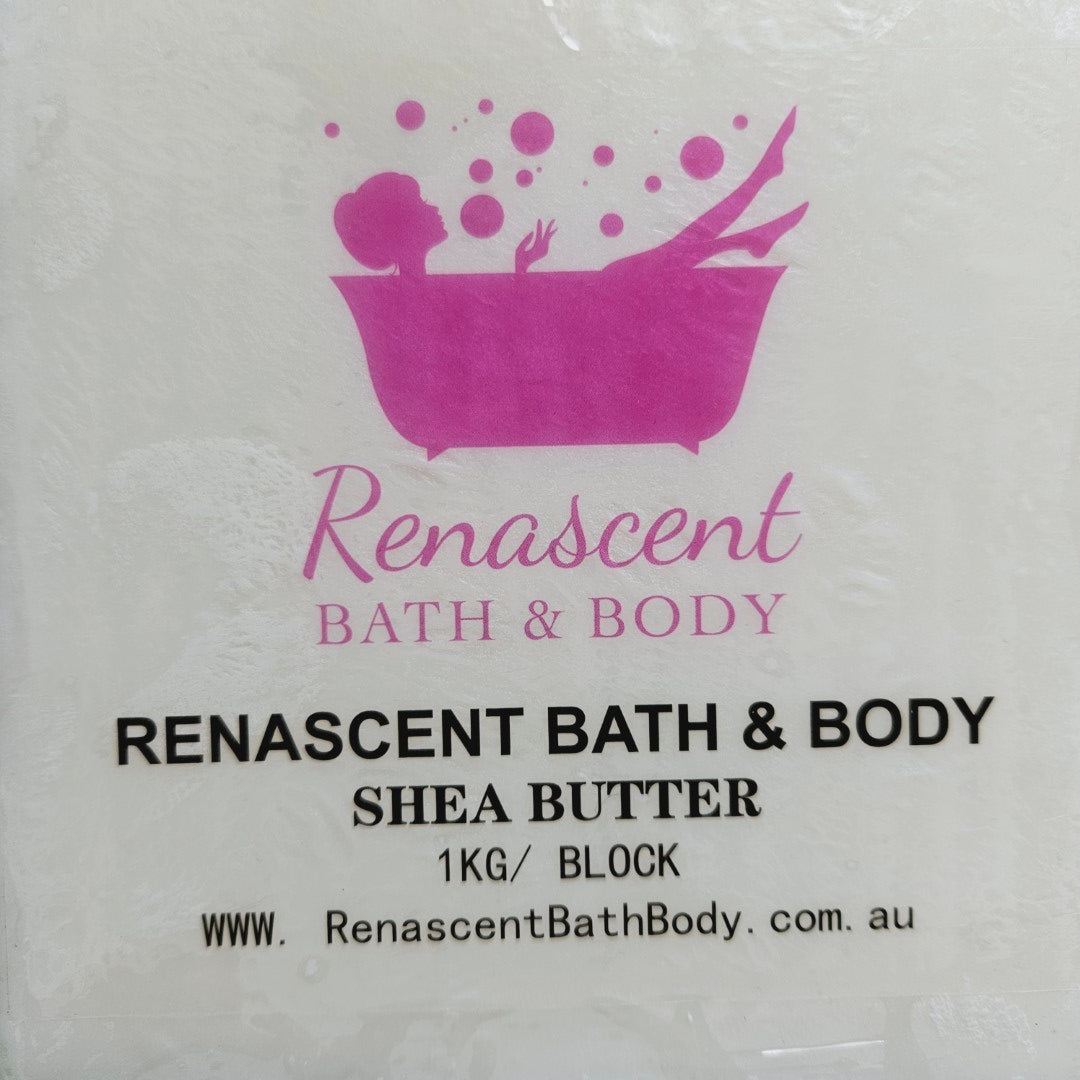 Renascent
BATH & BODY
RENASCENT BATH & BODY
SHEA BUTTER
1KG/ BLOCK
WWW. RenascentBathBody.com.au